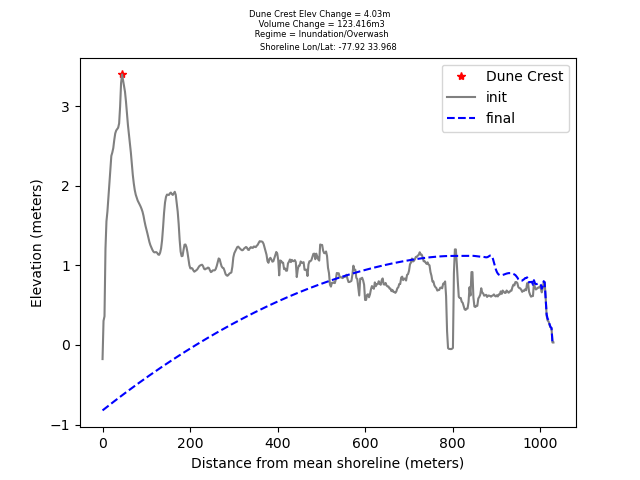 Dune Crest Elev Change = 4.03m
Volume Change = 123.416m3
Regime = Inundation/Overwash
Shoreline Lon/Lat: -77.92 33.968
Dune Crest
init
final
Elevation (meters)
3
2
1
0
−1
0 200 400 600 800 1000
Distance from mean shoreline (meters)